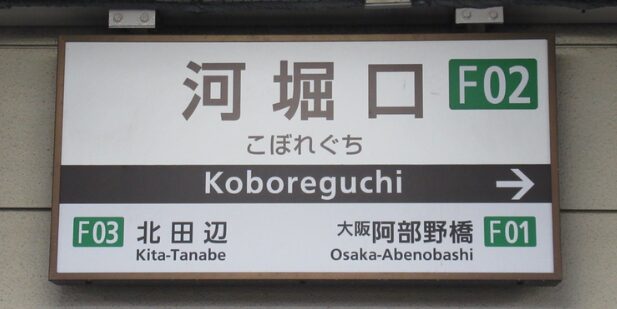 河堀口 F02
こぼれぐち
Koboreguchi →
F03 北田辺 大阪阿部野橋 F01
Kita-Tanabe Osaka-Abenobashi